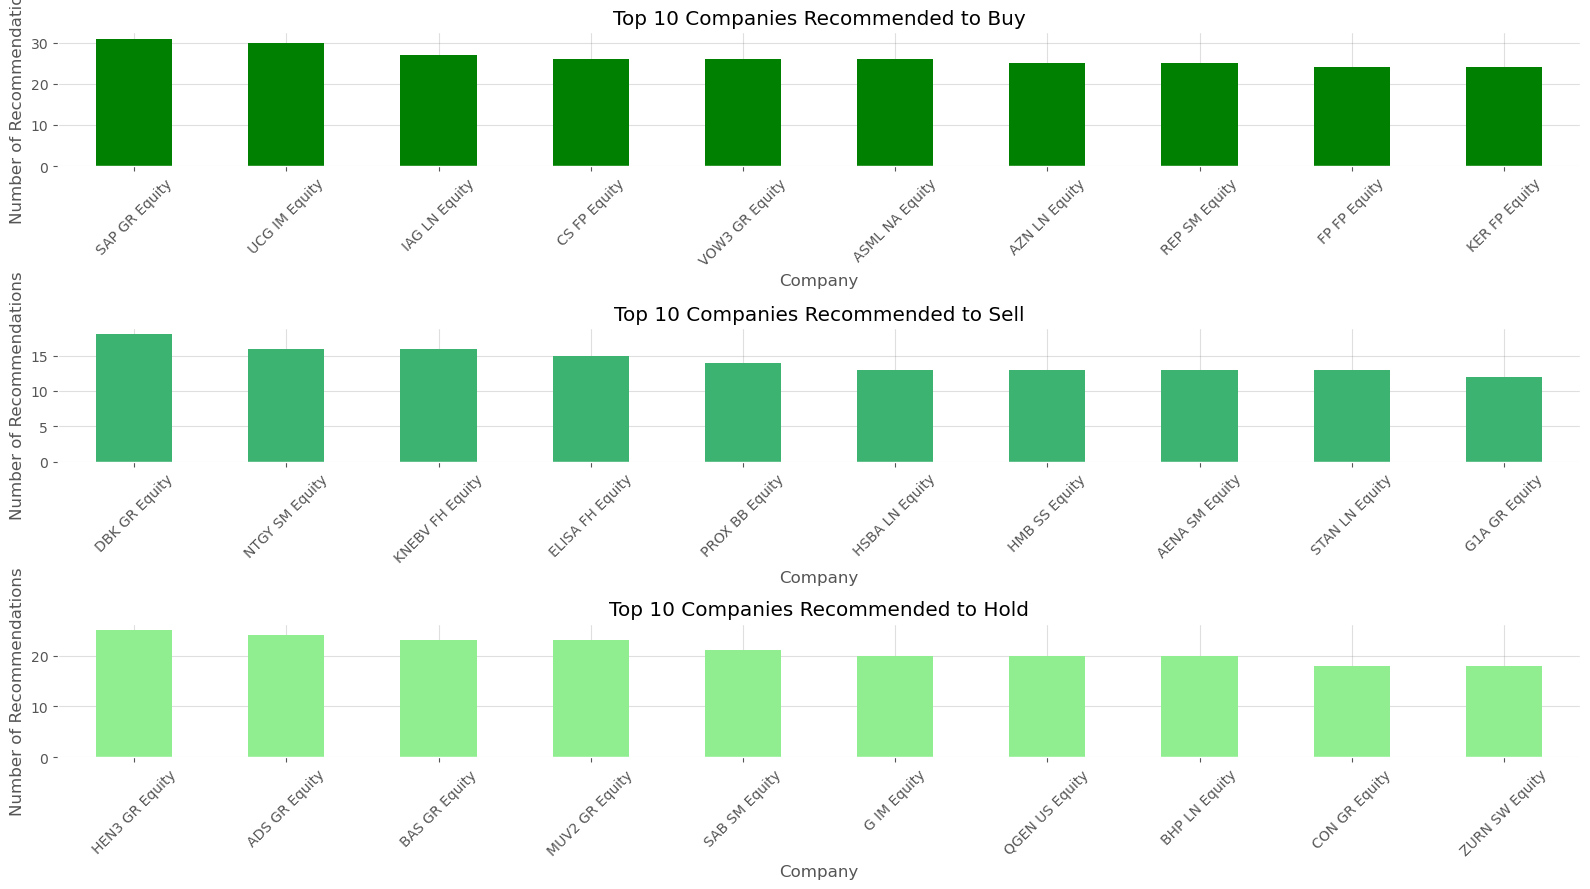 Top 10 Companies Recommended to Buy
Number of Recommendations
30
20
10
0
SAP GR Equity
UCG IM Equity
IAG LN Equity
CS FP Equity
VOW3 GR Equity
ASML NA Equity
AZN LN Equity
REP SM Equity
FP FP Equity
KER FP Equity
Company
Top 10 Companies Recommended to Sell
Number of Recommendations
15
10
5
0
DBK GR Equity
NTGY SM Equity
KNEBV FH Equity
ELISA FH Equity
PROX BB Equity
HSBA LN Equity
HMB SS Equity
AENA SM Equity
STAN LN Equity
G1A GR Equity
Company
Top 10 Companies Recommended to Hold
Number of Recommendations
20
10
0
HEN3 GR Equity
ADS GR Equity
BAS GR Equity
MUV2 GR Equity
SAB SM Equity
G IM Equity
QGEN US Equity
BHP LN Equity
CON GR Equity
ZURN SW Equity
Company